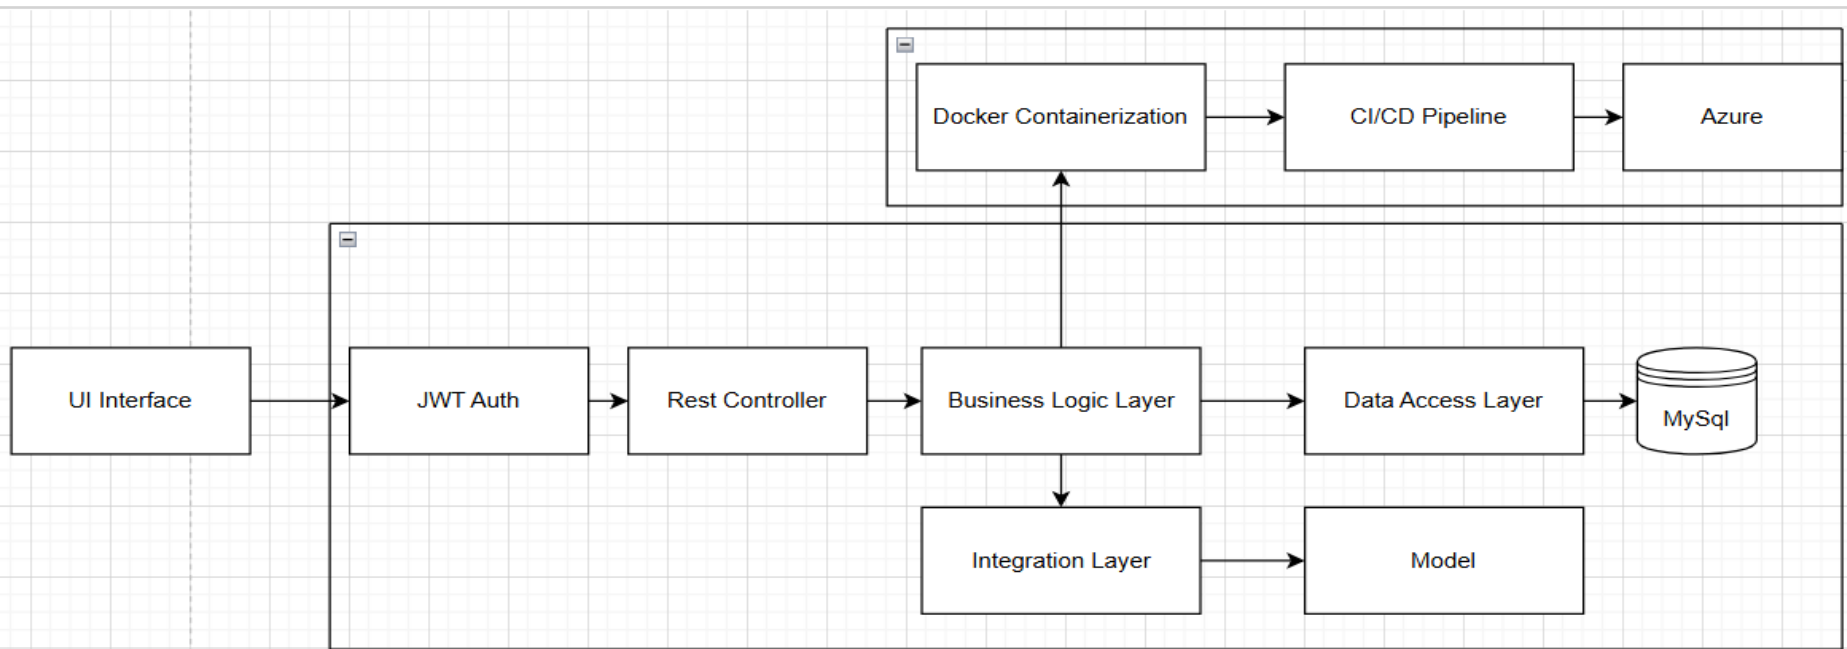 Docker Containerization
CI/CD Pipeline
Azure
UI Interface
JWT Auth
Rest Controller
Business Logic Layer
Data Access Layer
MySql
Integration Layer
Model